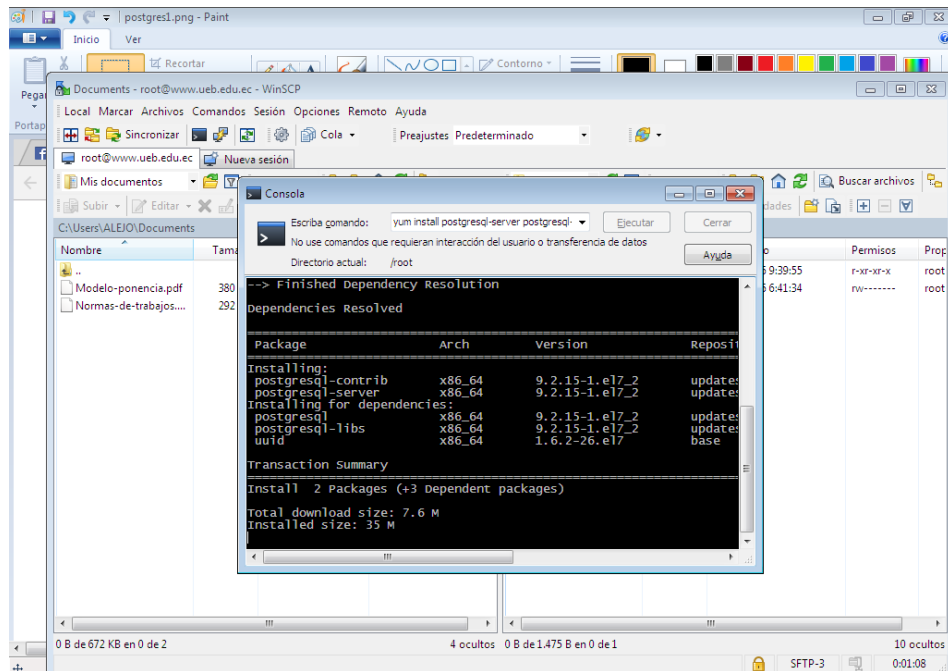 postgres1.png - Paint
Inicio Ver
Recortar
Contorno
Pega
Portap
Documents - root@www.ueb.edu.ec - WinSCP
Local Marcar Archivos Comandos Sesión Opciones Remoto Ayuda
Sincronizar Cola Preajustes Predeterminado
root@www.ueb.edu.ec Nueva sesión
Mis documentos Buscar archivos
Subir Editar dades
C:\Users\ALEJO\Documents
Nombre Tama Permisos Prop
..
9:39:55 r-xr-xr-x root
Modelo-ponencia.pdf 380 6:41:34 rw------- root
Normas-de-trabajos.... 292
Consola
Escriba comando: yum install postgresql-server postgresql- Ejecutar Cerrar
No use comandos que requieran interacción del usuario o transferencia de datos
Directorio actual: /root Ayuda
--> Finished Dependency Resolution
Dependencies Resolved
Package Arch Version Reposit
Installing:
postgresql-contrib x86_64 9.2.15-1.el7_2 updates
postgresql-server x86_64 9.2.15-1.el7_2 updates
Installing for dependencies:
postgresql x86_64 9.2.15-1.el7_2 updates
postgresql-libs x86_64 9.2.15-1.el7_2 updates
uuid x86_64 1.6.2-26.el7 base
Transaction Summary
Install 2 Packages (+3 Dependent packages)
Total download size: 7.6 M
Installed size: 35 M
0 B de 672 KB en 0 de 2 4 ocultos 0 B de 1.475 B en 0 de 1 10 ocultos
SFTP-3 0:01:08